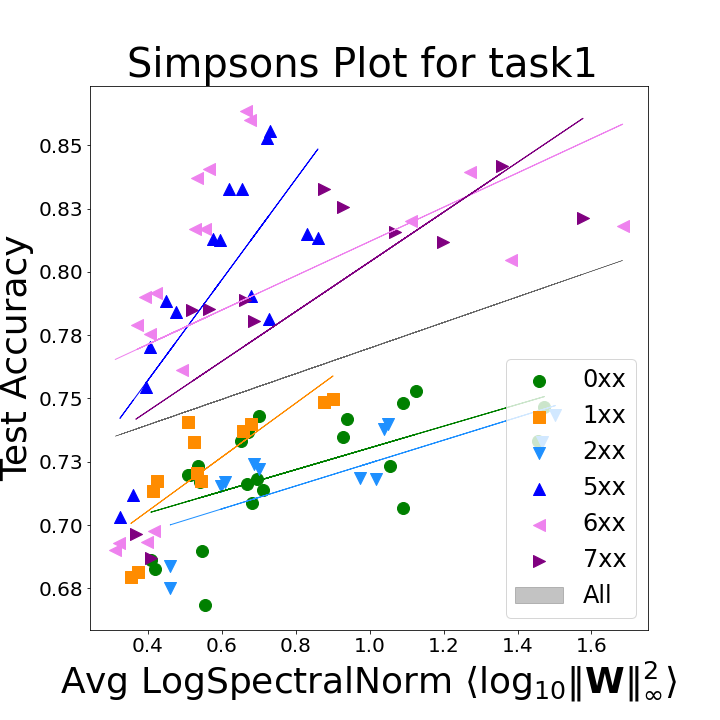 Simpsons Plot for task1
Test Accuracy
0.85
0.83
0.80
0.78
0.75
0.73
0.70
0.68
0.4 0.6 0.8 1.0 1.2 1.4 1.6
Avg LogSpectralNorm ⟨log₁₀‖𝐖‖²∞⟩
0xx
1xx
2xx
5xx
6xx
7xx
All